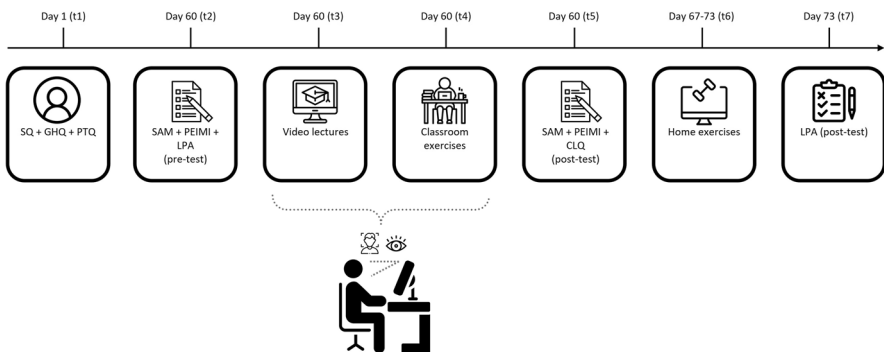 Day 1 (t1)
Day 60 (t2)
Day 60 (t3)
Day 60 (t4)
Day 60 (t5)
Day 67-73 (t6)
Day 73 (t7)
SQ + GHQ + PTQ
SAM + PEIMI +
LPA
(pre-test)
Video lectures
Classroom
exercises
SAM + PEIMI +
CLQ
(post-test)
Home exercises
LPA (post-test)